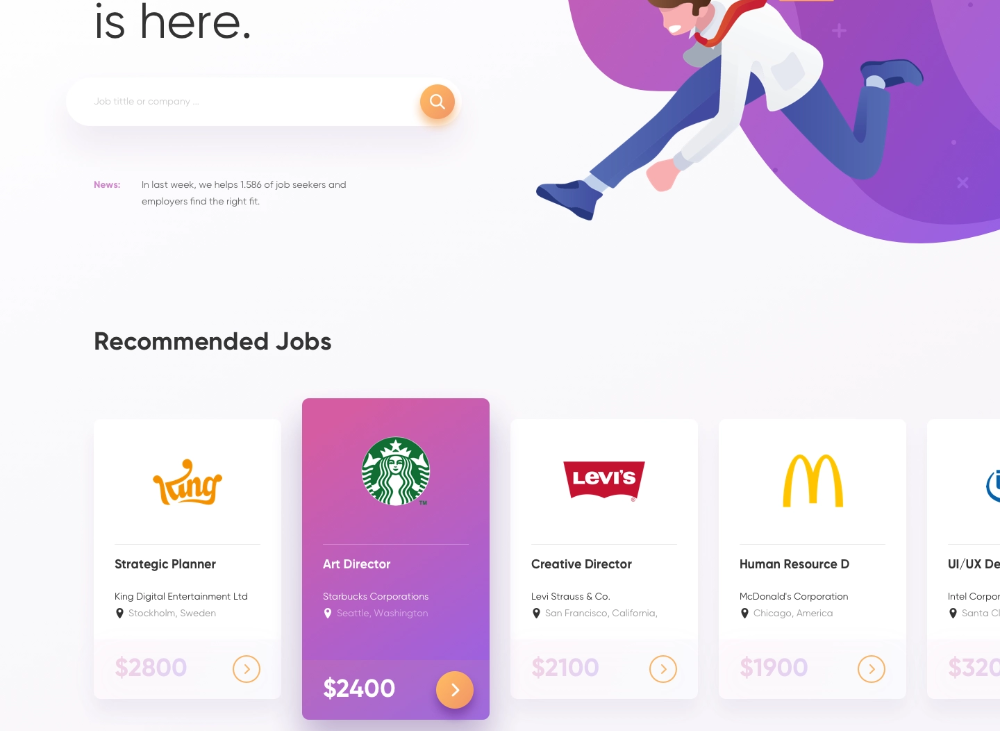 is here.
Job tittle or company...
News: In last week, we helps 1.586 of job seekers and
employers find the right fit.
Recommended Jobs
King
Strategic Planner
King Digital Entertainment Ltd
Stockholm, Sweden
$2800
TM
Art Director
Starbucks Corporations
Seattle, Washington
$2400
LEVI'S
Creative Director
Levi Strauss & Co.
San Francisco, California,
$2100
Human Resource D
McDonald's Corporation
Chicago, America
$1900
UI/UX De
Intel Corpor
Santa Cl
$320